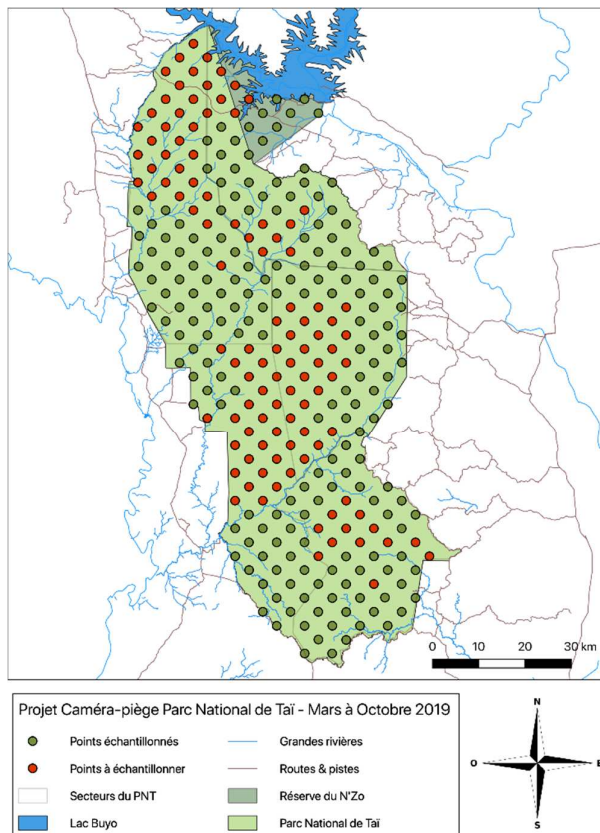 0 10 20 30 km
Projet Caméra-piège Parc National de Taï - Mars à Octobre 2019
Points échantillonnés
Grandes rivières
Points à échantillonner
Routes & pistes
Secteurs du PNT
Réserve du N'Zo
Lac Buyo
Parc National de Taï
N
O
E
S